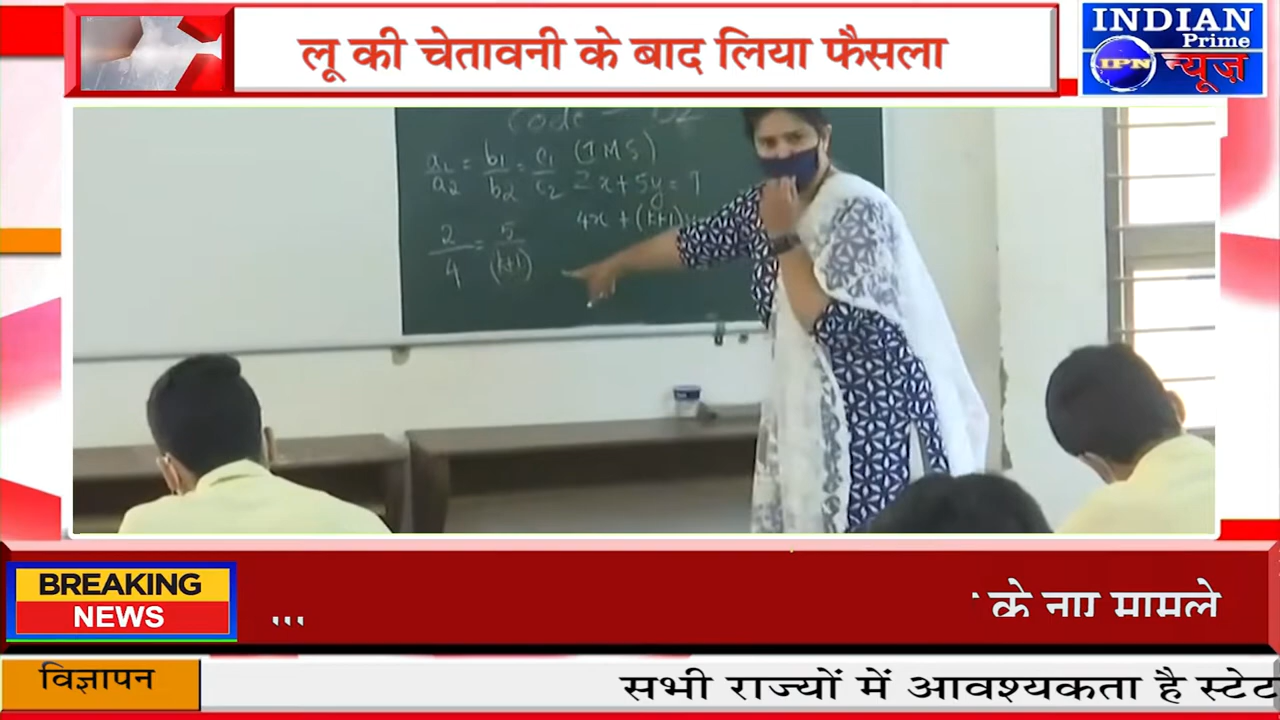 लू की चेतावनी के बाद लिया फैसला
INDIAN
Prime
IPN न्यूज़
Code
a₁/a₂ = b₁/b₂ = c₁/c₂
2/4 = 5/(k+1)
2x + 5y = 7
4x + (k+1)
BREAKING
NEWS
...
के नए मामले
विज्ञापन
सभी राज्यों में आवश्यकता है स्टेट